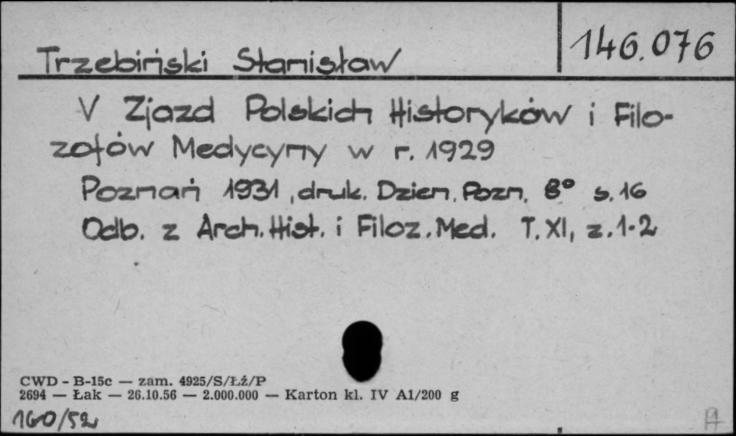 146.076
Trzebiński Stanisław
V Zjazd Polskich Historyków i Filo-
zofów Medycyny w r. 1929
Poznań 1931, druk. Dzien. Pozn. 8° s. 16
Odb. z Arch. Hist. i Filoz. Med. T. XI, z. 1-2
CWD - B-15c — zam. 4925/S/Łż/P
2694 — Łak — 26.10.56 — 2.000.000 — Karton kl. IV A1/200 g
160/52
A